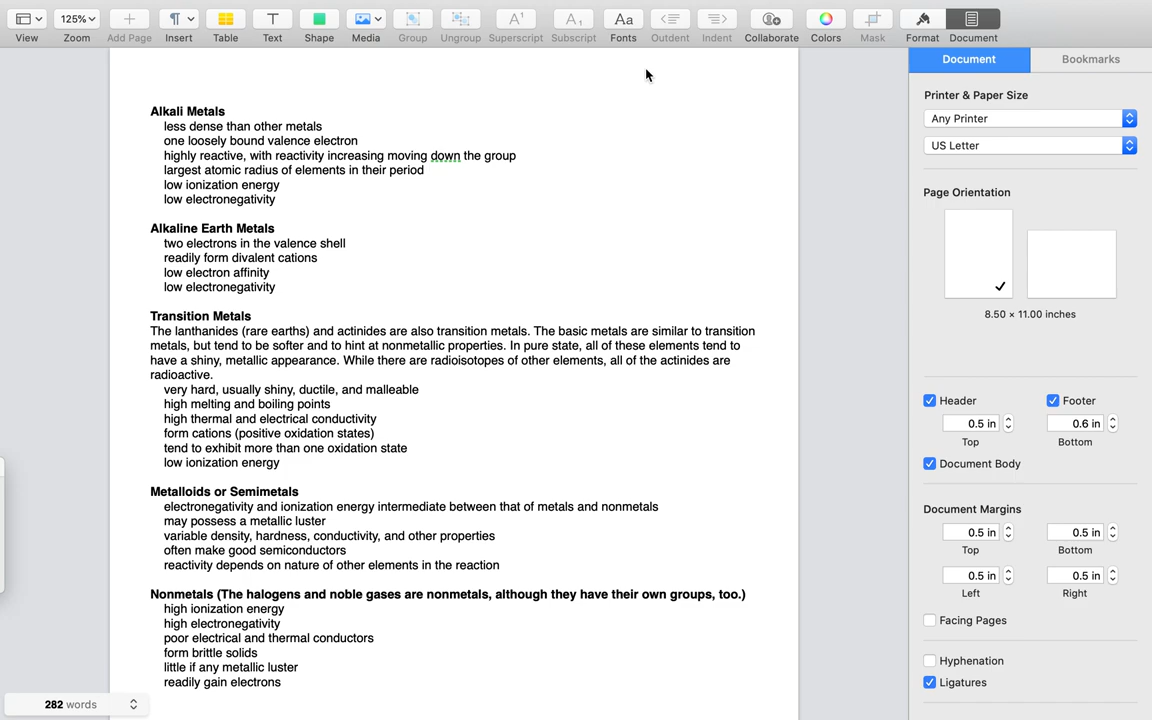 125%
View
Zoom
Add Page
Insert
Table
Text
Shape
Media
Group
Ungroup
Superscript
Subscript
Fonts
Outdent
Indent
Collaborate
Colors
Mask
Format
Document
Document
Bookmarks
Alkali Metals
less dense than other metals
one loosely bound valence electron
highly reactive, with reactivity increasing moving down the group
largest atomic radius of elements in their period
low ionization energy
low electronegativity
Alkaline Earth Metals
two electrons in the valence shell
readily form divalent cations
low electron affinity
low electronegativity
Transition Metals
The lanthanides (rare earths) and actinides are also transition metals. The basic metals are similar to transition
metals, but tend to be softer and to hint at nonmetallic properties. In pure state, all of these elements tend to
have a shiny, metallic appearance. While there are radioisotopes of other elements, all of the actinides are
radioactive.
very hard, usually shiny, ductile, and malleable
high melting and boiling points
high thermal and electrical conductivity
form cations (positive oxidation states)
tend to exhibit more than one oxidation state
low ionization energy
Metalloids or Semimetals
electronegativity and ionization energy intermediate between that of metals and nonmetals
may possess a metallic luster
variable density, hardness, conductivity, and other properties
often make good semiconductors
reactivity depends on nature of other elements in the reaction
Nonmetals (The halogens and noble gases are nonmetals, although they have their own groups, too.)
high ionization energy
high electronegativity
poor electrical and thermal conductors
form brittle solids
little if any metallic luster
readily gain electrons
282 words
Printer & Paper Size
Any Printer
US Letter
Page Orientation
8.50 × 11.00 inches
Header
Footer
0.5 in
0.6 in
Top
Bottom
Document Body
Document Margins
0.5 in
0.5 in
Top
Bottom
0.5 in
0.5 in
Left
Right
Facing Pages
Hyphenation
Ligatures